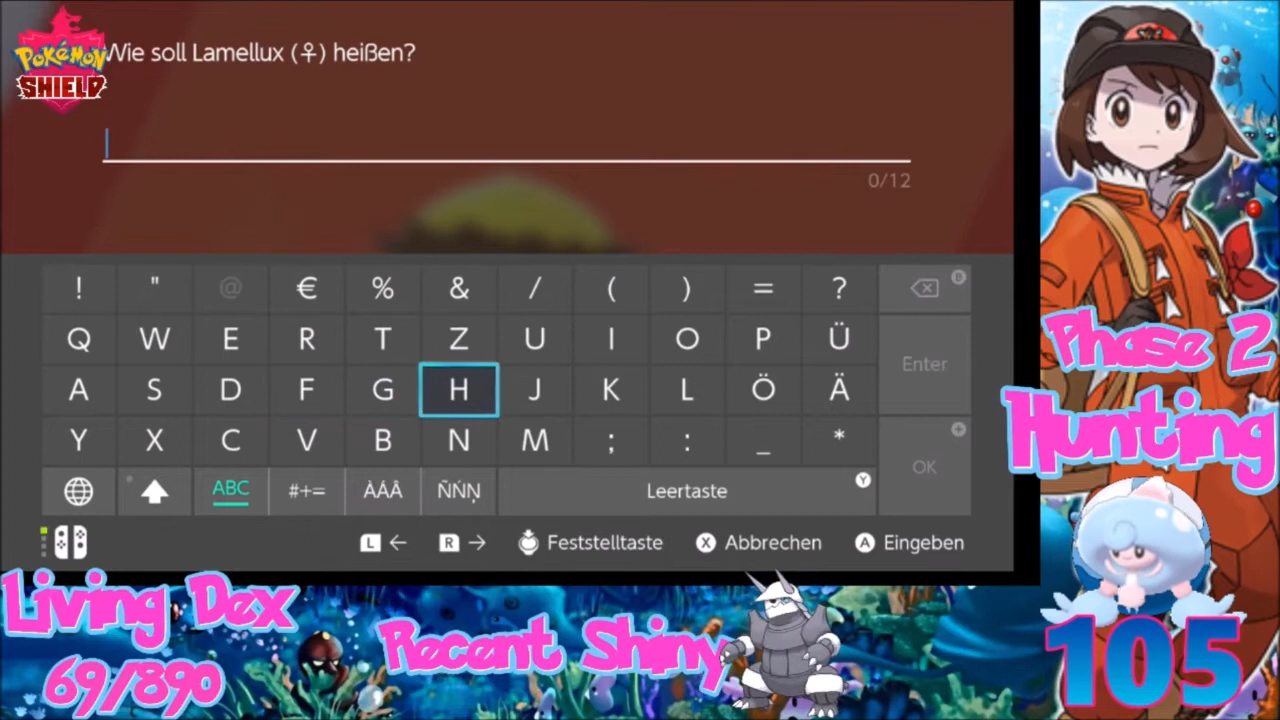 POKÉMON
SHIELD
Wie soll Lamellux (♀) heißen?
0/12
! " @ € % & / ( ) = ?
Q W E R T Z U I O P Ü
A S D F G H J K L Ö Ä
Enter
Y X C V B N M ; : _ *
OK
ABC #+= ÀÁÂ ÑŃŅ Leertaste Y
L ← R → Feststelltaste X Abbrechen A Eingeben
Phase 2
Hunting
105
Living Dex
69/890
Recent Shiny